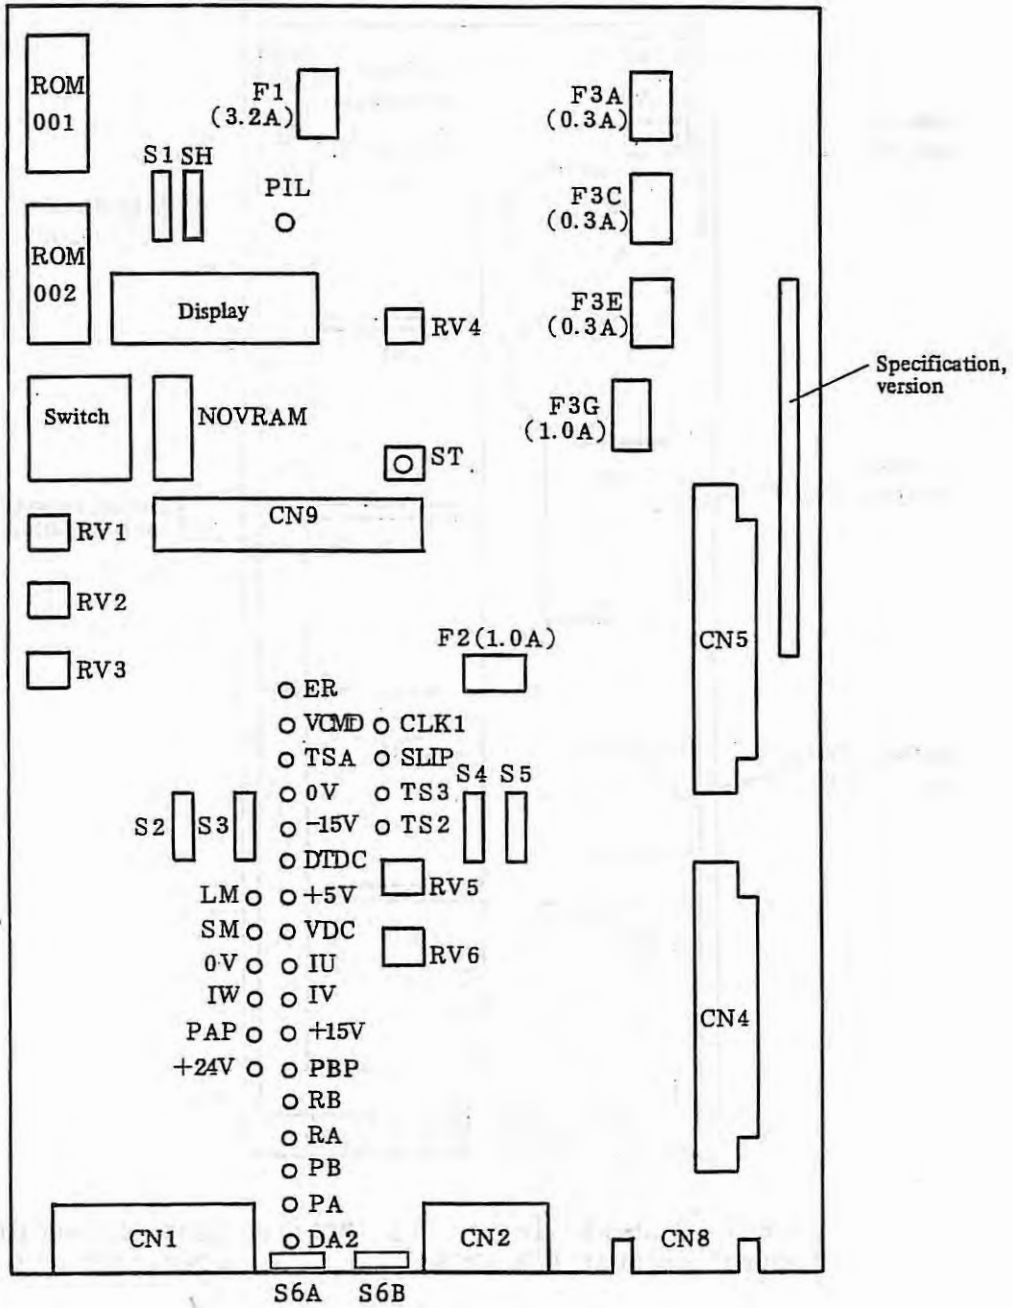 ROM
001
F1
(3.2A)
F3A
(0.3A)
S1 SH
PIL
F3C
(0.3A)
ROM
002
Display
RV4
F3E
(0.3A)
Specification,
version
Switch
NOVRAM
F3G
(1.0A)
ST
CN9
RV1
RV2
F2(1.0A)
CN5
RV3
ER
VCMD CLK1
TSA SLIP
S4 S5
0V TS3
S2 S3 -15V TS2
DTDC
LM +5V RV5
SM VDC
0V IU RV6
IW IV
CN4
PAP +15V
+24V PBP
RB
RA
PB
PA
CN1 DA2 CN2 CN8
S6A S6B